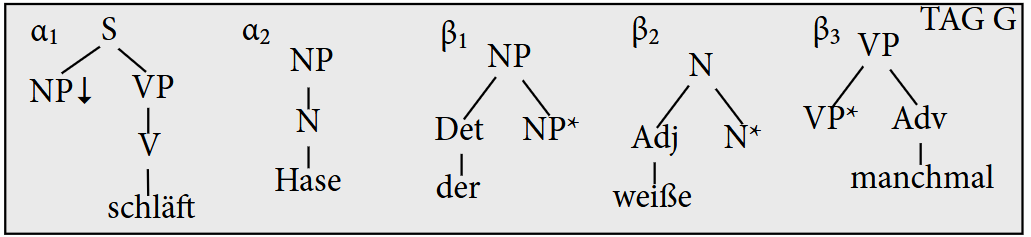 TAG G
α1 S
NP↓ VP
V
schläft
α2 NP
N
Hase
β1 NP
Det NP*
der
β2 N
Adj N*
weiße
β3 VP
VP* Adv
manchmal